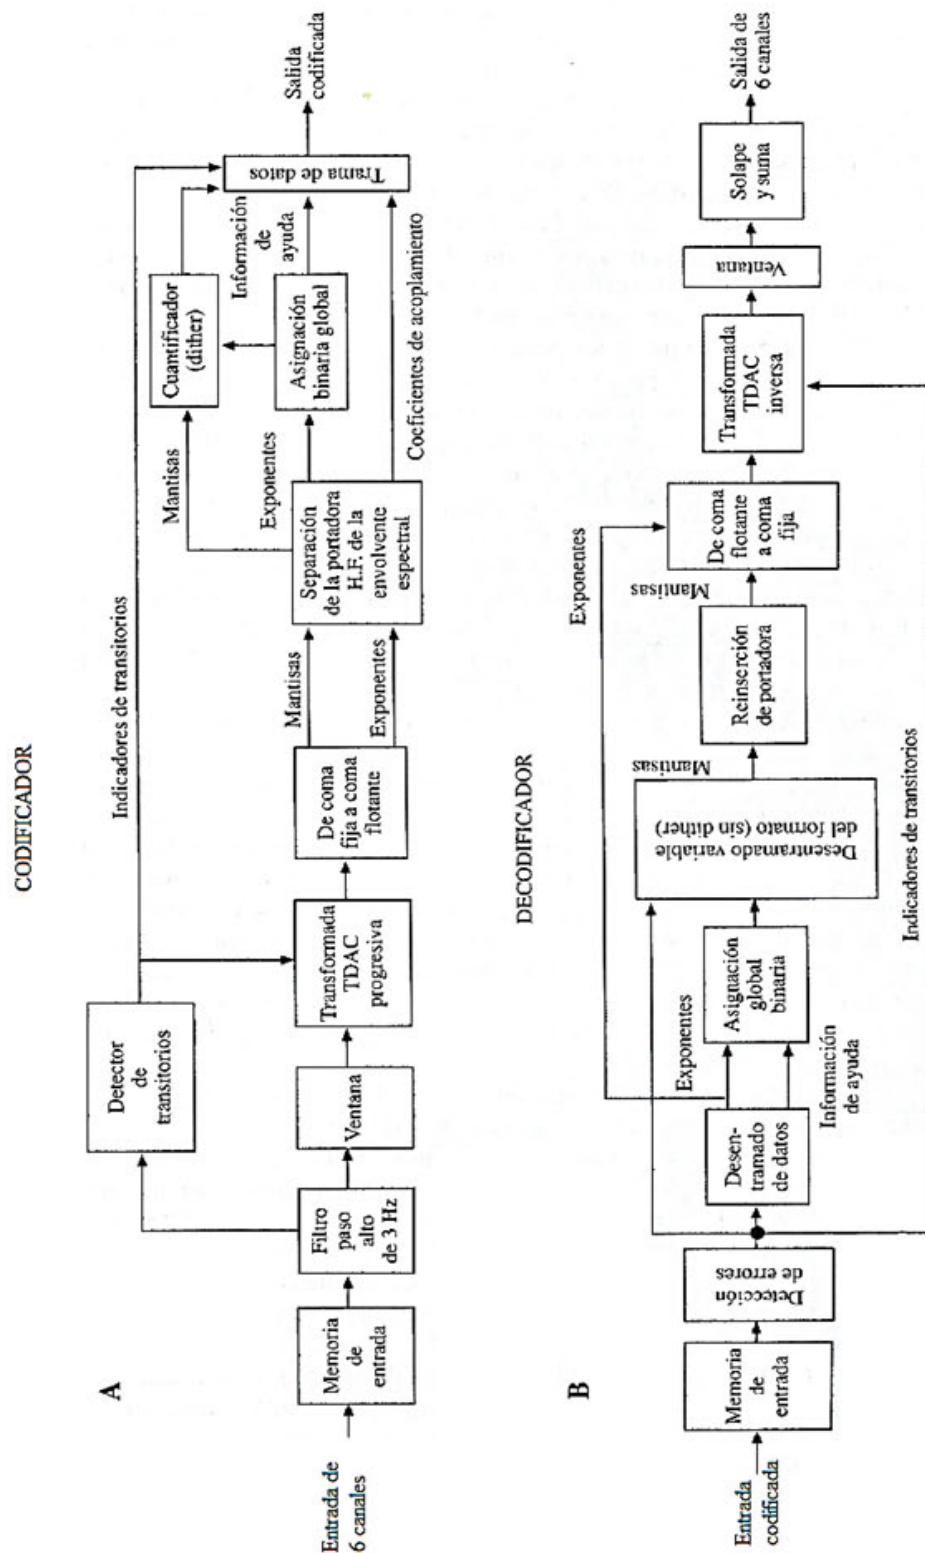 CODIFICADOR
A
Entrada de
6 canales
Memoria
de
entrada
Filtro
paso
alto
de 3 Hz
Detector
de
transitorios
Ventana
Transformada
TDAC
progresiva
De coma
fija a coma
flotante
Mantisas
Exponentes
Separación
de la portadora
H.F. de la
envolvente
espectral
Mantisas
Exponentes
Cuantificador
(dither)
Asignación
binaria global
Información
de
ayuda
Coeficientes de acoplamiento
Indicadores de transitorios
Trama de datos
Salida
codificada
DECODIFICADOR
B
Entrada
codificada
Memoria
de
entrada
Detección
de errores
Desen-
tramado
de datos
Exponentes
Información
de ayuda
Asignación
global
binaria
Desentramado variable
del formato (sin dither)
Mantisas
Reinserción
de portadora
Mantisas
Exponentes
De coma
flotante
a coma
fija
Transformada
TDAC
inversa
Indicadores de transitorios
Ventana
Solape
y suma
Salida de
6 canales